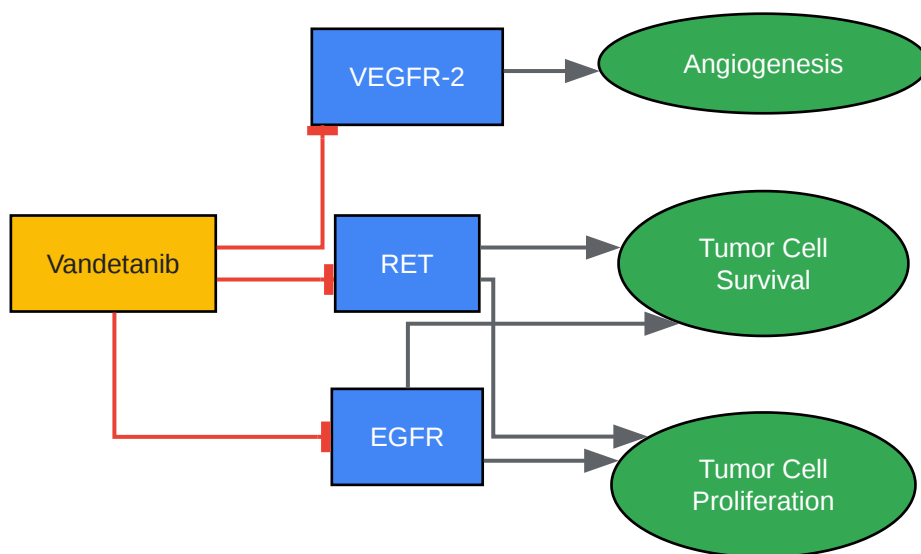 VEGFR-2
Angiogenesis
Vandetanib
RET
Tumor Cell
Survival
EGFR
Tumor Cell
Proliferation